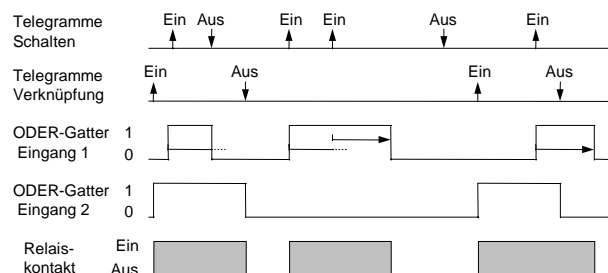 Telegramme Schalten Ein Aus Ein Ein Aus Ein
Telegramme Verknüpfung Ein Aus Ein Aus
ODER-Gatter 1
Eingang 1 0
ODER-Gatter 1
Eingang 2 0
Relais- Ein
kontakt Aus